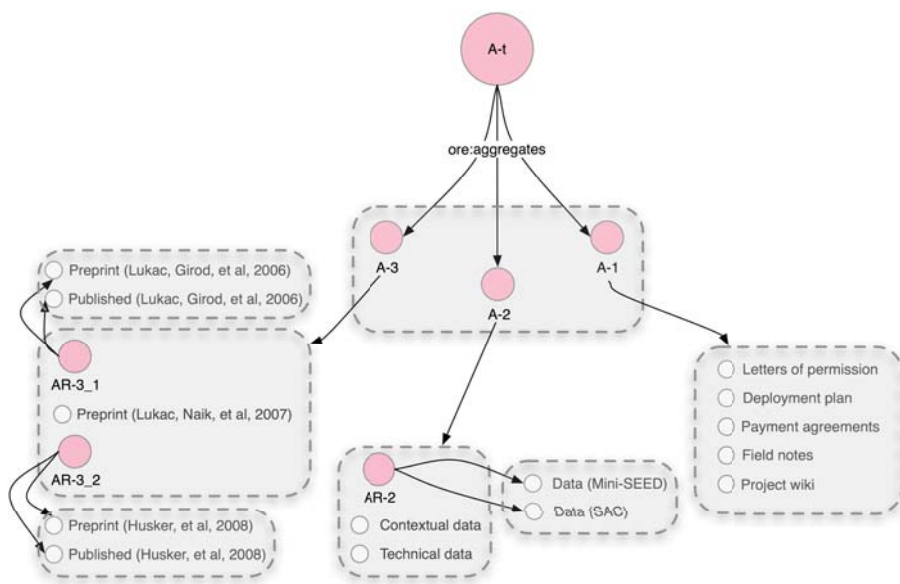 A-t
ore:aggregates
A-3
A-1
A-2
Preprint (Lukac, Girod, et al, 2006)
Published (Lukac, Girod, et al, 2006)
AR-3_1
Preprint (Lukac, Naik, et al, 2007)
AR-3_2
Preprint (Husker, et al, 2008)
Published (Husker, et al, 2008)
AR-2
Contextual data
Technical data
Data (Mini-SEED)
Data (SAC)
Letters of permission
Deployment plan
Payment agreements
Field notes
Project wiki